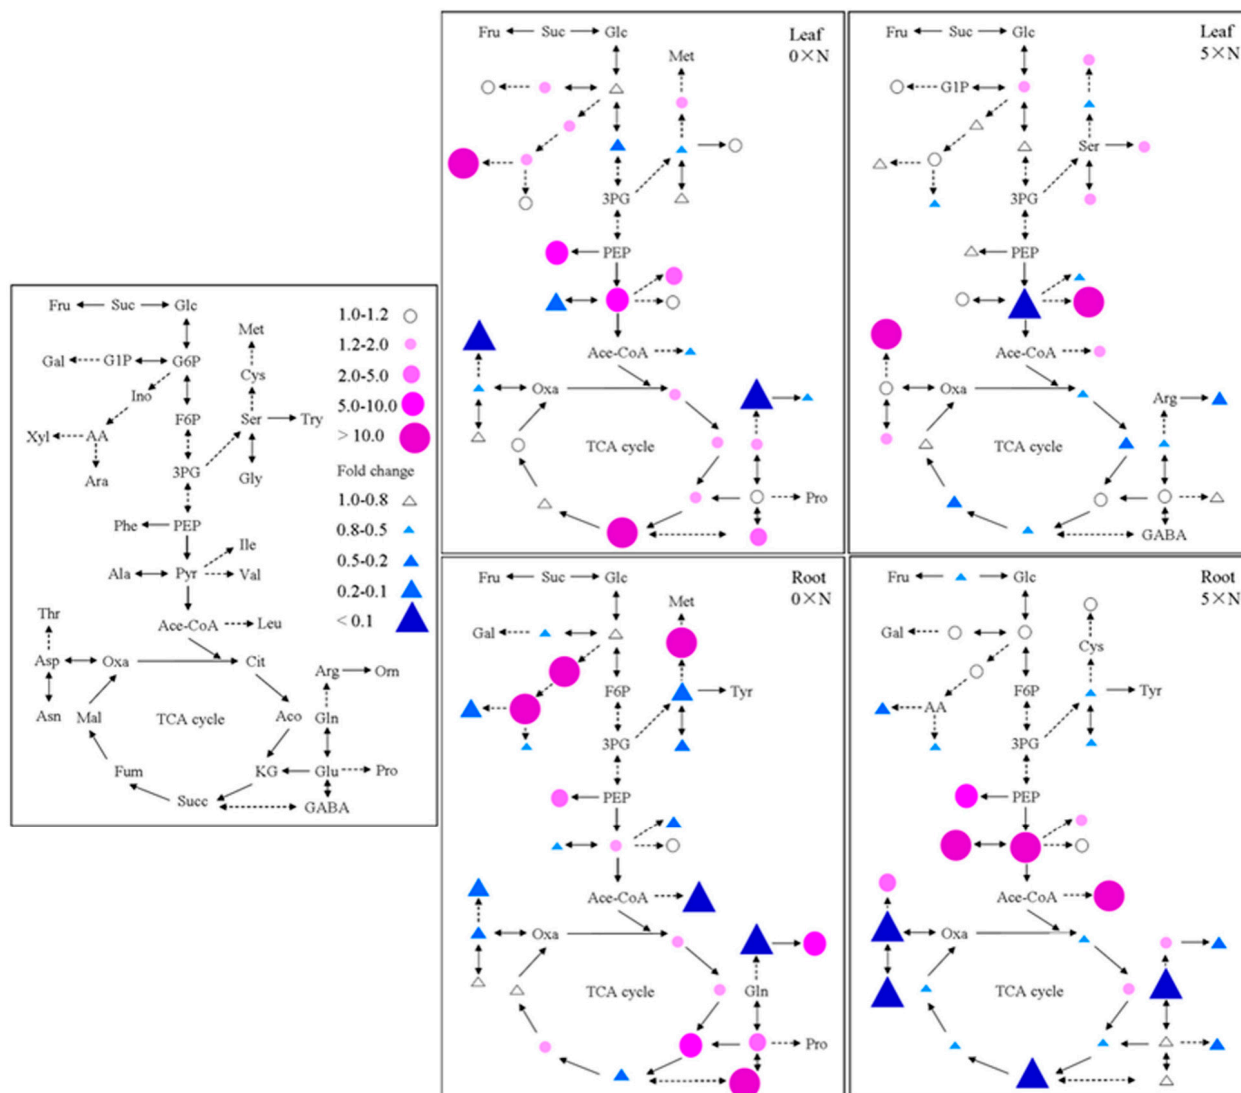 Fru Suc Glc
Met
Gal G1P G6P
Ino Cys
F6P
Xyl AA Ser Try
Ara 3PG Gly
Phe PEP
Ile
Ala Pyr Val
Thr Ace-CoA Leu
Asp Oxa Cit
Arg Orn
Asn Mal TCA cycle Aco Gln
Fum KG Glu Pro
Succ GABA
1.0-1.2
1.2-2.0
2.0-5.0
5.0-10.0
> 10.0
Fold change
1.0-0.8
0.8-0.5
0.5-0.2
0.2-0.1
< 0.1
Fru Suc Glc Leaf
0×N
Met
3PG
PEP
Ace-CoA
Oxa
TCA cycle
Pro
Fru Suc Glc Leaf
5×N
G1P
Ser
3PG
PEP
Ace-CoA
Oxa Arg
TCA cycle
GABA
Fru Suc Glc Root
0×N
Met
Gal
F6P Tyr
3PG
PEP
Ace-CoA
Oxa
TCA cycle Gln
Pro
Fru Glc Root
5×N
Gal Cys
F6P Tyr
AA
3PG
PEP
Ace-CoA
Oxa
TCA cycle